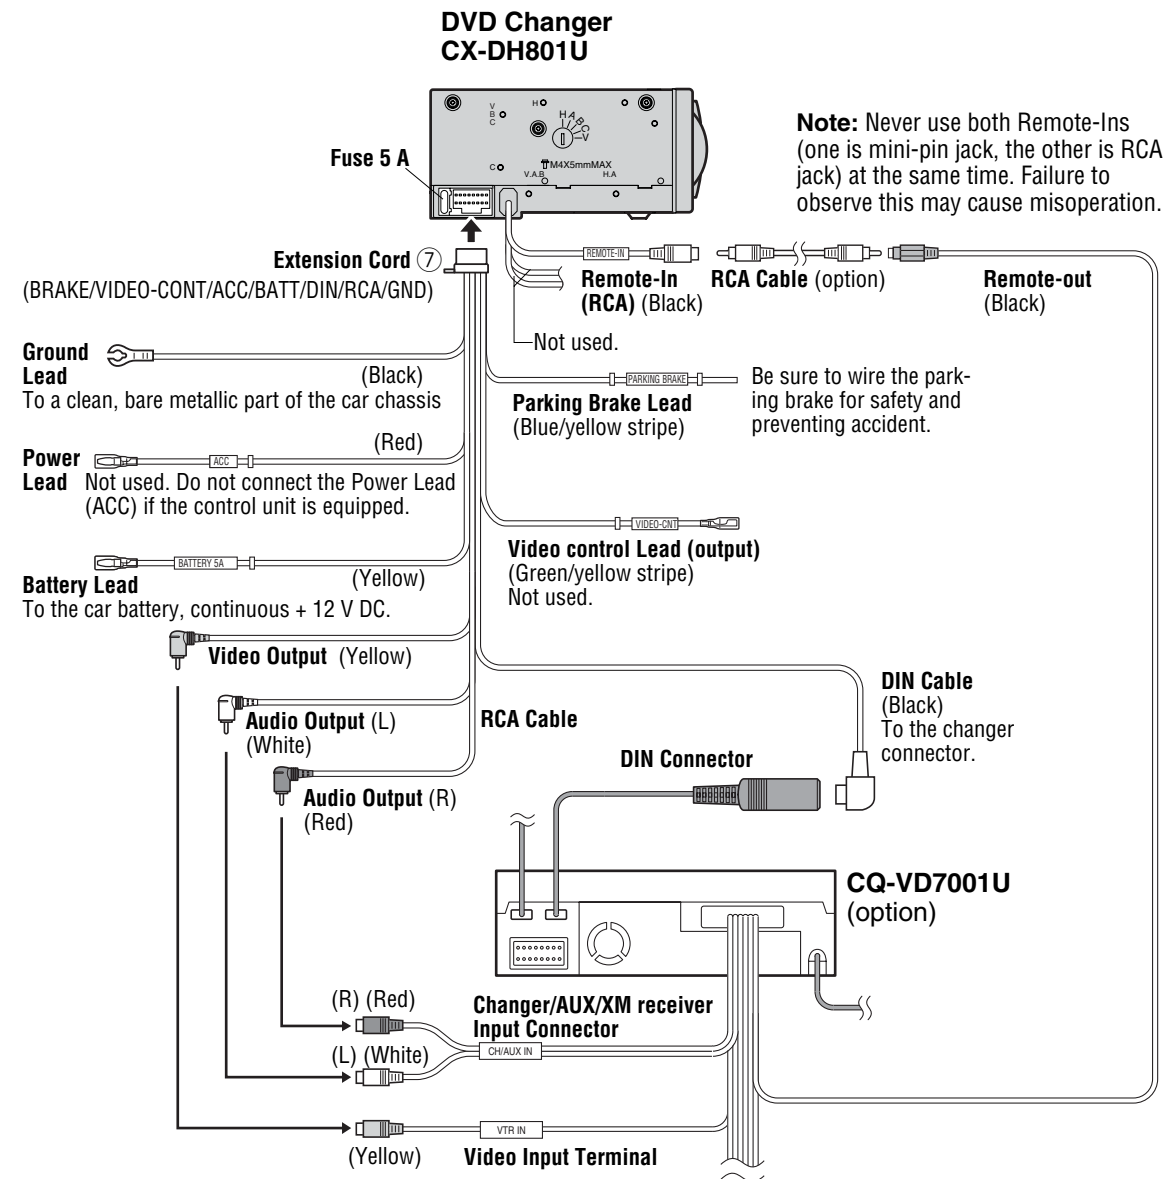 DVD Changer
CX-DH801U
V
B
C
H
H A B C V
C
M4X5mmMAX
V.A.B
H.A
Fuse 5 A
Note: Never use both Remote-Ins
(one is mini-pin jack, the other is RCA
jack) at the same time. Failure to
observe this may cause misoperation.
Extension Cord ⑦
(BRAKE/VIDEO-CONT/ACC/BATT/DIN/RCA/GND)
REMOTE-IN
Remote-In
(RCA) (Black)
RCA Cable (option)
Remote-out
(Black)
Not used.
Ground
Lead
(Black)
To a clean, bare metallic part of the car chassis
PARKING BRAKE
Parking Brake Lead
(Blue/yellow stripe)
Be sure to wire the park-
ing brake for safety and
preventing accident.
(Red)
Power
Lead
ACC
Not used. Do not connect the Power Lead
(ACC) if the control unit is equipped.
VIDEO-CNT
Video control Lead (output)
(Green/yellow stripe)
Not used.
BATTERY 5A
(Yellow)
Battery Lead
To the car battery, continuous + 12 V DC.
Video Output (Yellow)
Audio Output (L)
(White)
RCA Cable
Audio Output (R)
(Red)
DIN Cable
(Black)
To the changer
connector.
DIN Connector
CQ-VD7001U
(option)
(R) (Red)
Changer/AUX/XM receiver
Input Connector
CH/AUX IN
(L) (White)
VTR IN
(Yellow)
Video Input Terminal